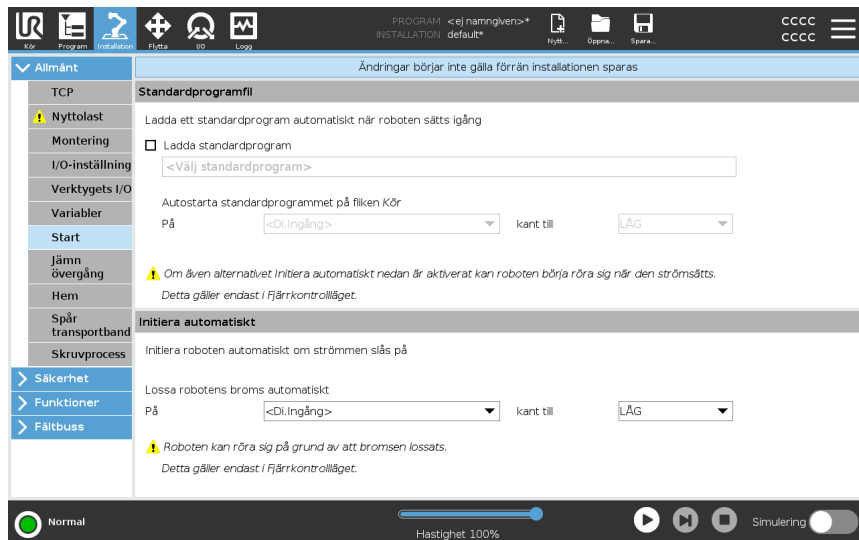 PROGRAM <ej namngiven>*
INSTALLATION default*
Kör Program Installation Flytta I/O Logg Nytt... Öppna... Spara...
CCCC
CCCC
Allmänt
Ändringar börjar inte gälla förrän installationen sparas
TCP
Nyttolast
Montering
I/O-inställning
Verktygets I/O
Variabler
Start
Jämn
övergång
Hem
Spår
transportband
Skruvprocess
Säkerhet
Funktioner
Fältbuss
Standardprogramfil
Ladda ett standardprogram automatiskt när roboten sätts igång
Ladda standardprogram
<Välj standardprogram>
Autostarta standardprogrammet på fliken Kör
På <Di.Ingång> kant till LÅG
Om även alternativet Initiera automatiskt nedan är aktiverat kan roboten börja röra sig när den strömsätts.
Detta gäller endast i Fjärrkontrollläget.
Initiera automatiskt
Initiera roboten automatiskt om strömmen slås på
Lossa robotens broms automatiskt
På <Di.Ingång> kant till LÅG
Roboten kan röra sig på grund av att bromsen lossats.
Detta gäller endast i Fjärrkontrollläget.
Normal
Hastighet 100%
Simulering